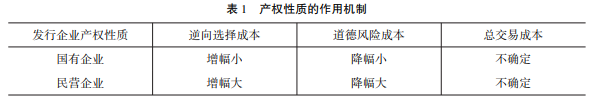 表 1 产权性质的作用机制
发行企业产权性质 逆向选择成本 道德风险成本 总交易成本
国有企业 增幅小 降幅小 不确定
民营企业 增幅大 降幅大 不确定